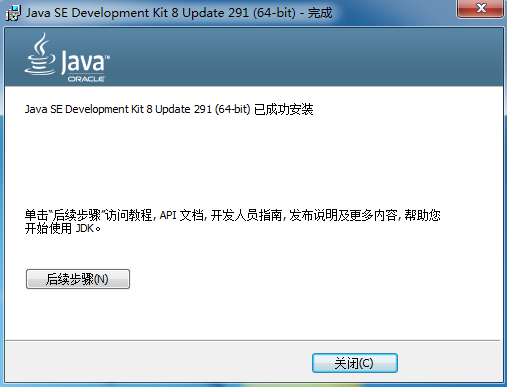 Java SE Development Kit 8 Update 291 (64-bit) - 完成
Java
ORACLE
Java SE Development Kit 8 Update 291 (64-bit) 已成功安装
单击“后续步骤”访问教程, API 文档, 开发人员指南, 发布说明及更多内容, 帮助您
开始使用 JDK。
后续步骤(N)
关闭(C)